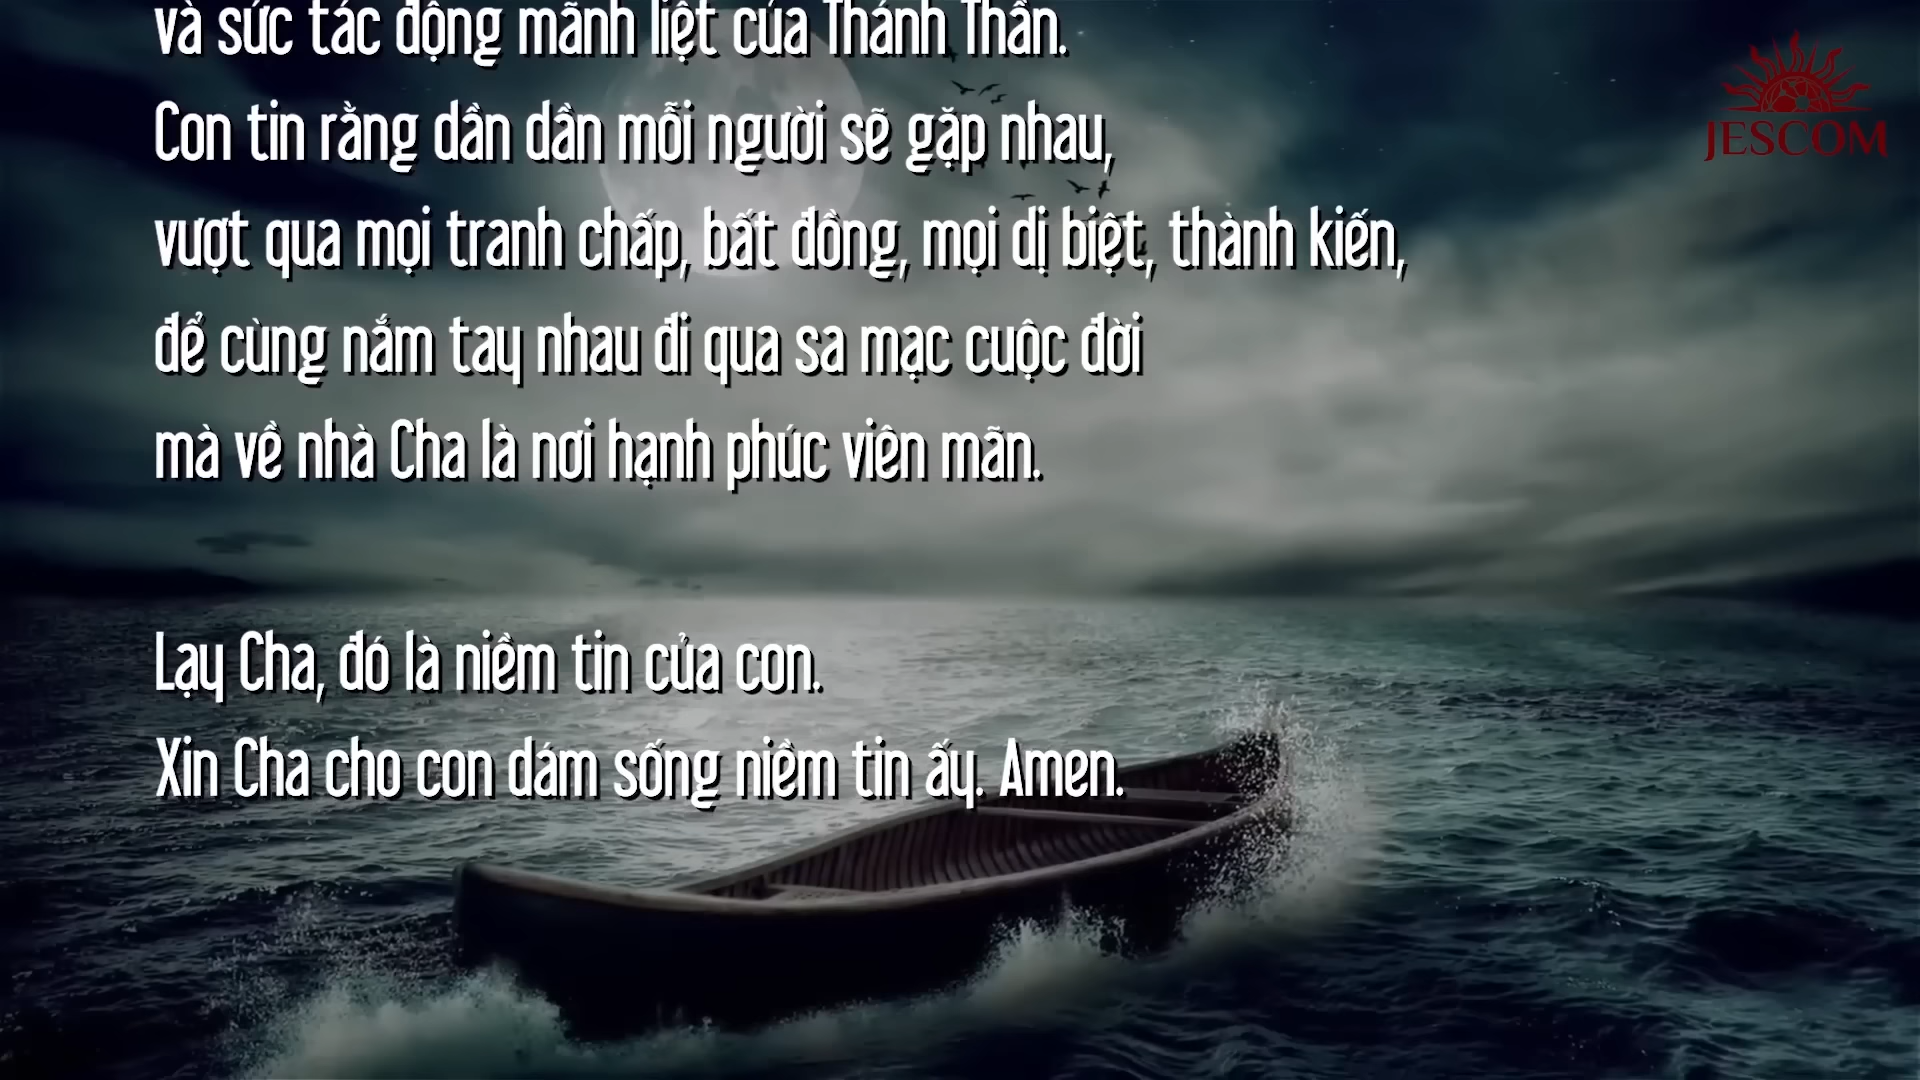 và sức tác động mãnh liệt của Thánh Thần.
Con tin rằng dần dần mỗi người sẽ gặp nhau,
vượt qua mọi tranh chấp, bất đồng, mọi dị biệt, thành kiến,
để cùng nắm tay nhau đi qua sa mạc cuộc đời
mà về nhà Cha là nơi hạnh phúc viên mãn.
Lạy Cha, đó là niềm tin của con.
Xin Cha cho con dám sống niềm tin ấy. Amen.
JESCOM